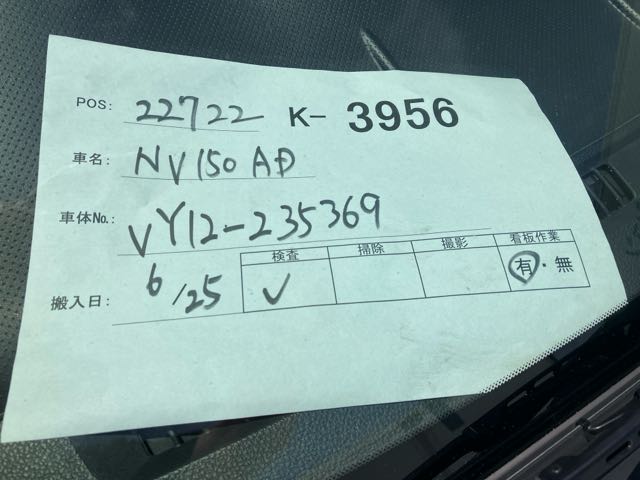 POS: 22722 K- 3956
車名: NV150 AD
車体No.: VY12-235369
搬入日: 6/25
検査 掃除 撮影 看板作業
✓ 有・無